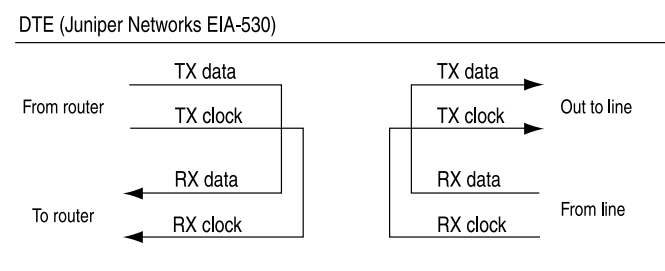 DTE (Juniper Networks EIA-530)
TX data
From router
TX clock
RX data
To router
RX clock
TX data
Out to line
TX clock
RX data
From line
RX clock